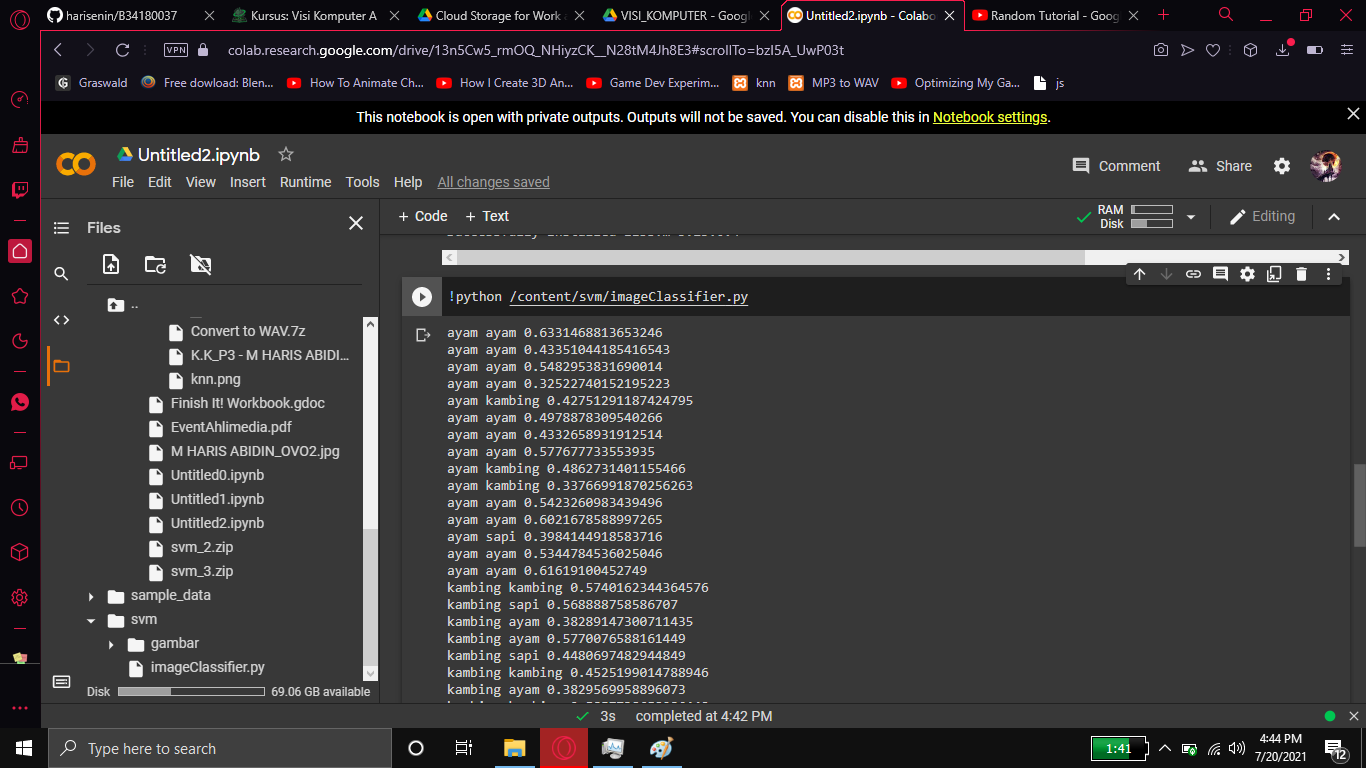 harisenin/B34180037
Kursus: Visi Komputer A
Cloud Storage for Work a
VISI_KOMPUTER - Google
Untitled2.ipynb - Colabo
Random Tutorial - Goog
VPN
colab.research.google.com/drive/13n5Cw5_rmOQ_NHiyzCK__N28tM4Jh8E3#scrollTo=bzI5A_UwP03t
Graswald
Free dowload: Blen...
How To Animate Ch...
How I Create 3D An...
Game Dev Experim...
knn
MP3 to WAV
Optimizing My Ga...
js
This notebook is open with private outputs. Outputs will not be saved. You can disable this in Notebook settings.
Untitled2.ipynb
Comment
Share
File Edit View Insert Runtime Tools Help All changes saved
Files
+ Code + Text
RAM
Disk
Editing
..
Convert to WAV.7z
K.K_P3 - M HARIS ABIDI...
knn.png
Finish It! Workbook.gdoc
EventAhlimedia.pdf
M HARIS ABIDIN_OVO2.jpg
Untitled0.ipynb
Untitled1.ipynb
Untitled2.ipynb
svm_2.zip
svm_3.zip
sample_data
svm
gambar
imageClassifier.py
Disk 69.06 GB available
!python /content/svm/imageClassifier.py
ayam ayam 0.6331468813653246
ayam ayam 0.43351044185416543
ayam ayam 0.5482953831690014
ayam ayam 0.32522740152195223
ayam kambing 0.42751291187424795
ayam ayam 0.4978878309540266
ayam ayam 0.4332658931912514
ayam ayam 0.577677733553935
ayam kambing 0.4862731401155466
ayam kambing 0.33766991870256263
ayam ayam 0.5423260983439496
ayam ayam 0.6021678588997265
ayam sapi 0.3984144918583716
ayam ayam 0.5344784536025046
ayam ayam 0.61619100452749
kambing kambing 0.5740162344364576
kambing sapi 0.568888758586707
kambing ayam 0.38289147300711435
kambing ayam 0.5770076588161449
kambing sapi 0.4480697482944849
kambing kambing 0.4525199014788946
kambing ayam 0.3829569958896073
3s completed at 4:42 PM
Type here to search
1:41
4:44 PM
7/20/2021
12